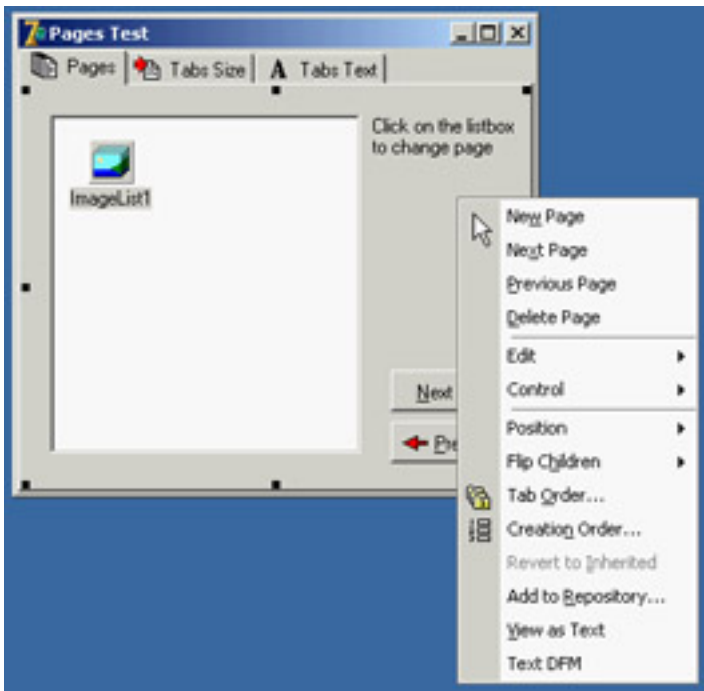 Pages Test
Pages
Tabs Size
Tabs Text
Click on the listbox
to change page
ImageList1
Next
New Page
Next Page
Previous Page
Delete Page
Edit
Control
Position
Flip Children
Tab Order...
Creation Order...
Revert to Inherited
Add to Repository...
View as Text
Text DFM